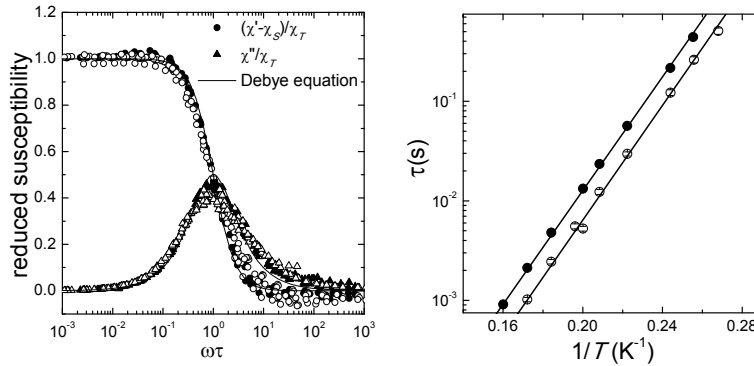 1.2
1.0
0.8
0.6
0.4
0.2
0.0
reduced susceptibility
(χ'-χS)/χT
χ"/χT
Debye equation
10-3 10-2 10-1 100 101 102 103
ωτ
10-1
10-2
10-3
τ(s)
0.16 0.20 0.24 0.28
1/T (K-1)